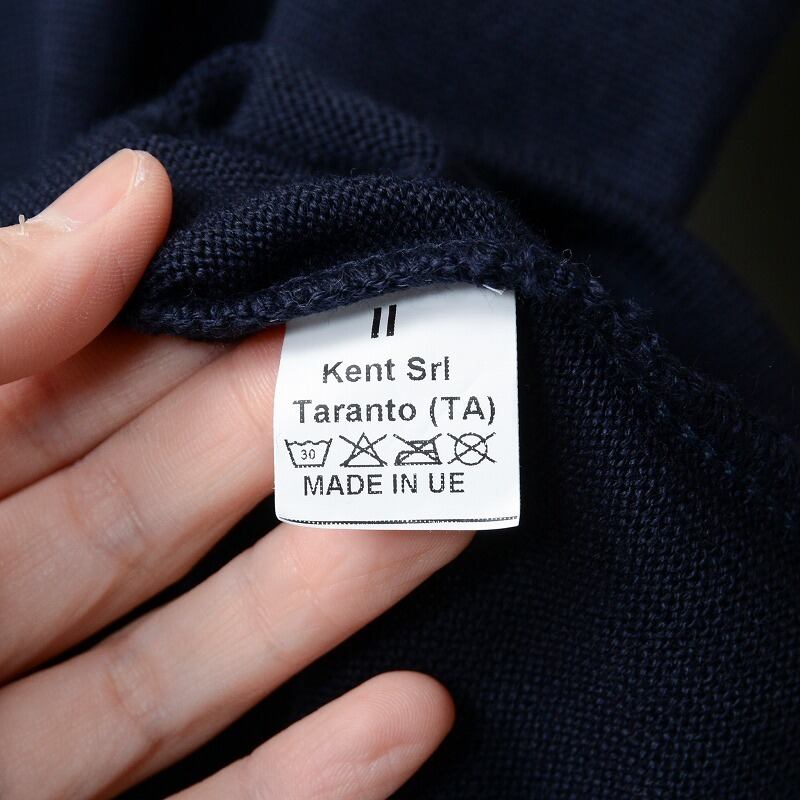 II
Kent Srl
Taranto (TA)
30
MADE IN UE